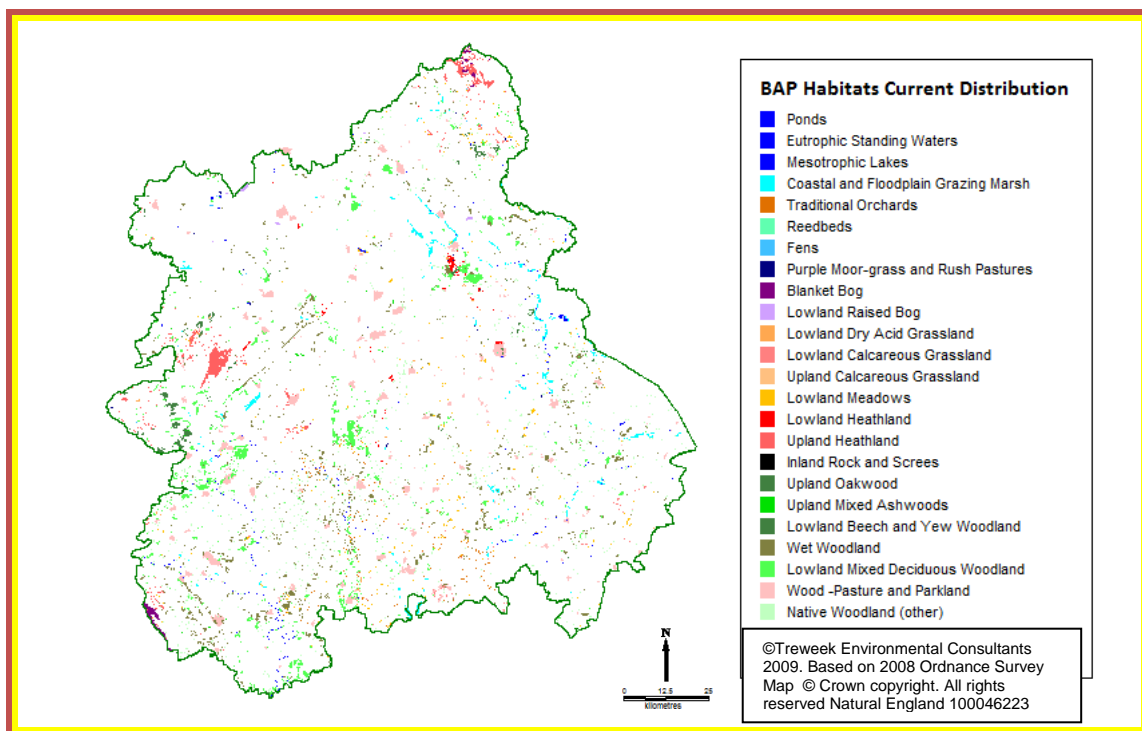 BAP Habitats Current Distribution
Ponds
Eutrophic Standing Waters
Mesotrophic Lakes
Coastal and Floodplain Grazing Marsh
Traditional Orchards
Reedbeds
Fens
Purple Moor-grass and Rush Pastures
Blanket Bog
Lowland Raised Bog
Lowland Dry Acid Grassland
Lowland Calcareous Grassland
Upland Calcareous Grassland
Lowland Meadows
Lowland Heathland
Upland Heathland
Inland Rock and Screes
Upland Oakwood
Upland Mixed Ashwoods
Lowland Beech and Yew Woodland
Wet Woodland
Lowland Mixed Deciduous Woodland
Wood -Pasture and Parkland
Native Woodland (other)
N
0 12.5 25
kilometres
©Treweek Environmental Consultants
2009. Based on 2008 Ordnance Survey
Map © Crown copyright. All rights
reserved Natural England 100046223